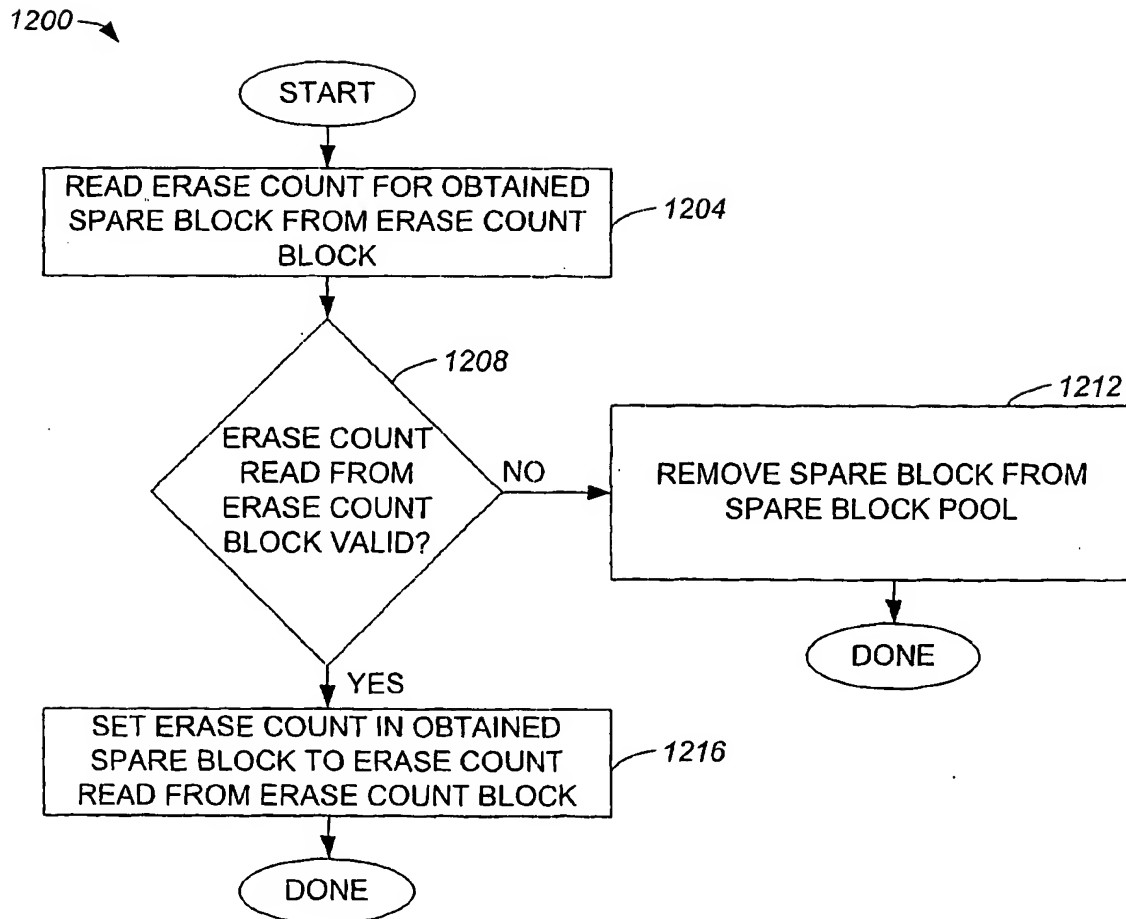 1200
START
READ ERASE COUNT FOR OBTAINED
SPARE BLOCK FROM ERASE COUNT
BLOCK
1204
1208
ERASE COUNT
READ FROM
ERASE COUNT
BLOCK VALID?
NO
1212
REMOVE SPARE BLOCK FROM
SPARE BLOCK POOL
DONE
YES
SET ERASE COUNT IN OBTAINED
SPARE BLOCK TO ERASE COUNT
READ FROM ERASE COUNT BLOCK
1216
DONE